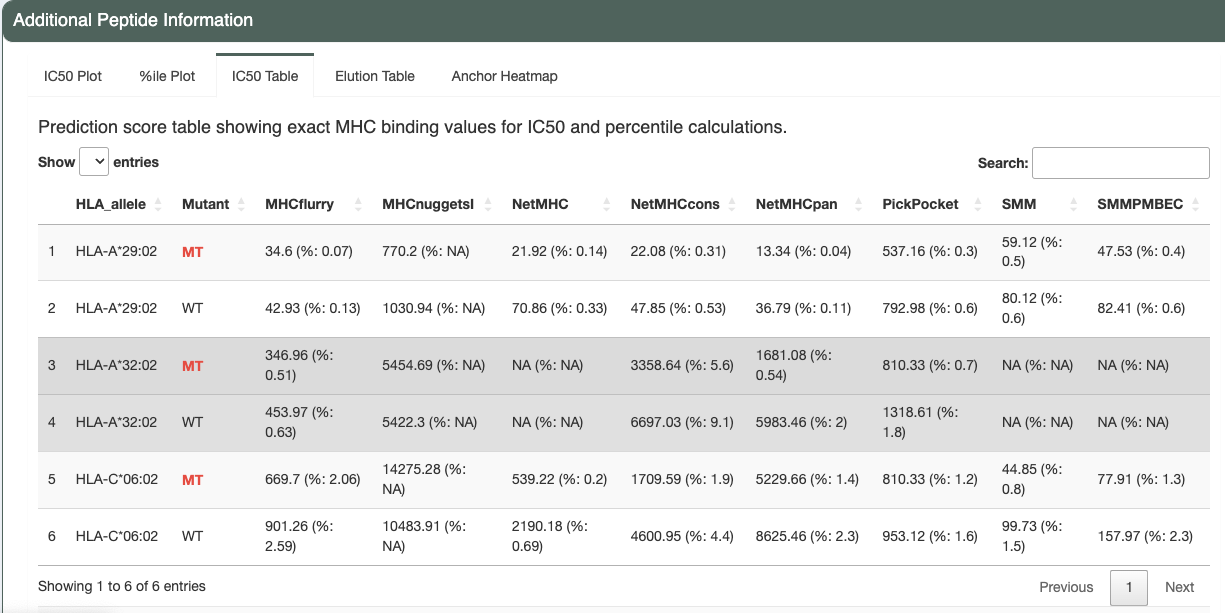 Additional Peptide Information
IC50 Plot %ile Plot IC50 Table Elution Table Anchor Heatmap
Prediction score table showing exact MHC binding values for IC50 and percentile calculations.
Show entries Search:
HLA_allele Mutant MHCflurry MHCnuggetsI NetMHC NetMHCcons NetMHCpan PickPocket SMM SMMPMBEC
1 HLA-A*29:02 MT 34.6 (%: 0.07) 770.2 (%: NA) 21.92 (%: 0.14) 22.08 (%: 0.31) 13.34 (%: 0.04) 537.16 (%: 0.3) 59.12 (%: 0.5) 47.53 (%: 0.4)
2 HLA-A*29:02 WT 42.93 (%: 0.13) 1030.94 (%: NA) 70.86 (%: 0.33) 47.85 (%: 0.53) 36.79 (%: 0.11) 792.98 (%: 0.6) 80.12 (%: 0.6) 82.41 (%: 0.6)
3 HLA-A*32:02 MT 346.96 (%: 0.51) 5454.69 (%: NA) NA (%: NA) 3358.64 (%: 5.6) 1681.08 (%: 0.54) 810.33 (%: 0.7) NA (%: NA) NA (%: NA)
4 HLA-A*32:02 WT 453.97 (%: 0.63) 5422.3 (%: NA) NA (%: NA) 6697.03 (%: 9.1) 5983.46 (%: 2) 1318.61 (%: 1.8) NA (%: NA) NA (%: NA)
5 HLA-C*06:02 MT 669.7 (%: 2.06) 14275.28 (%: NA) 539.22 (%: 0.2) 1709.59 (%: 1.9) 5229.66 (%: 1.4) 810.33 (%: 1.2) 44.85 (%: 0.8) 77.91 (%: 1.3)
6 HLA-C*06:02 WT 901.26 (%: 2.59) 10483.91 (%: NA) 2190.18 (%: 0.69) 4600.95 (%: 4.4) 8625.46 (%: 2.3) 953.12 (%: 1.6) 99.73 (%: 1.5) 157.97 (%: 2.3)
Showing 1 to 6 of 6 entries Previous 1 Next